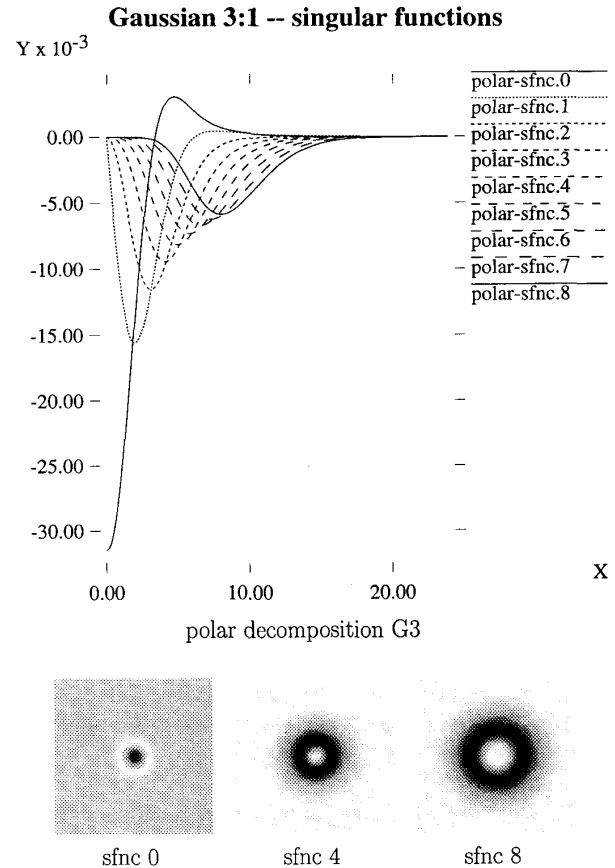 Gaussian 3:1 -- singular functions
Y x 10-3
polar-sfnc.0
polar-sfnc.1
polar-sfnc.2
polar-sfnc.3
polar-sfnc.4
polar-sfnc.5
polar-sfnc.6
polar-sfnc.7
polar-sfnc.8
0.00
-5.00
-10.00
-15.00
-20.00
-25.00
-30.00
X
0.00 10.00 20.00
polar decomposition G3
sfnc 0 sfnc 4 sfnc 8